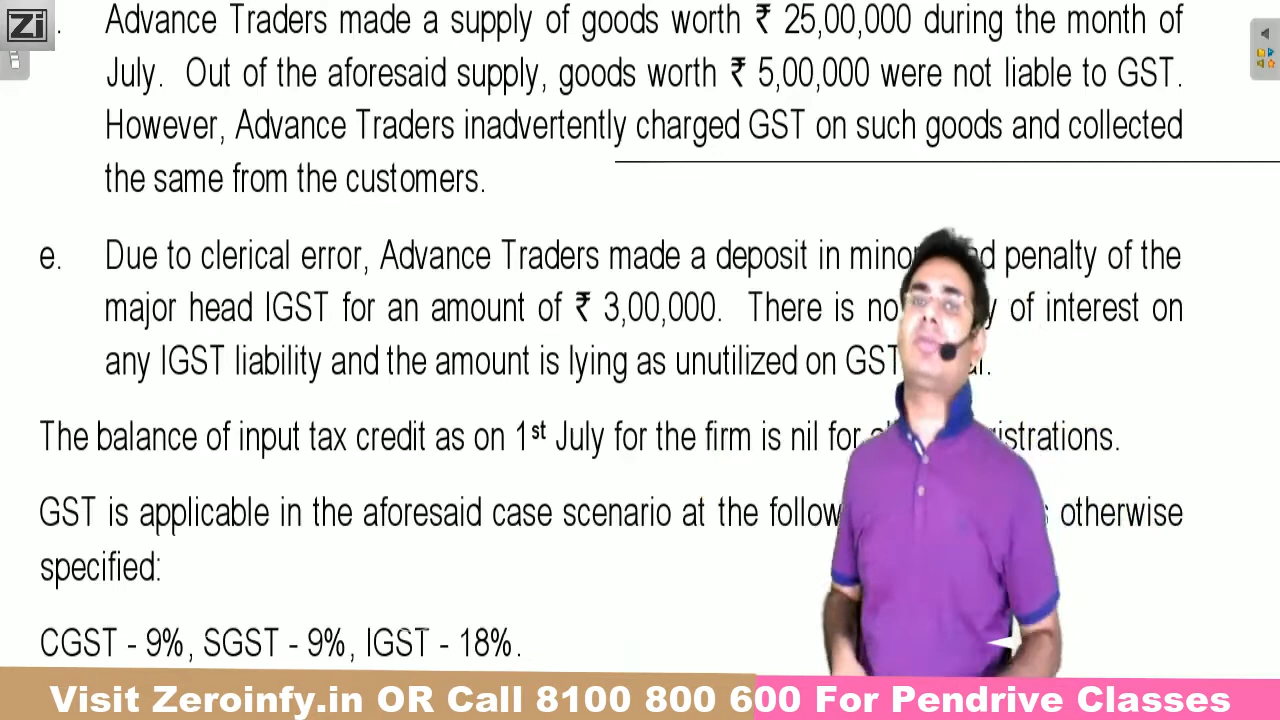 Zi
Advance Traders made a supply of goods worth ₹ 25,00,000 during the month of
July. Out of the aforesaid supply, goods worth ₹ 5,00,000 were not liable to GST.
However, Advance Traders inadvertently charged GST on such goods and collected
the same from the customers.
e. Due to clerical error, Advance Traders made a deposit in minor penalty of the
major head IGST for an amount of ₹ 3,00,000. There is no of interest on
any IGST liability and the amount is lying as unutilized on GST
The balance of input tax credit as on 1st July for the firm is nil for
GST is applicable in the aforesaid case scenario at the otherwise
specified:
CGST - 9%, SGST - 9%, IGST - 18%.
Visit Zeroinfy.in OR Call 8100 800 600 For Pendrive Classes